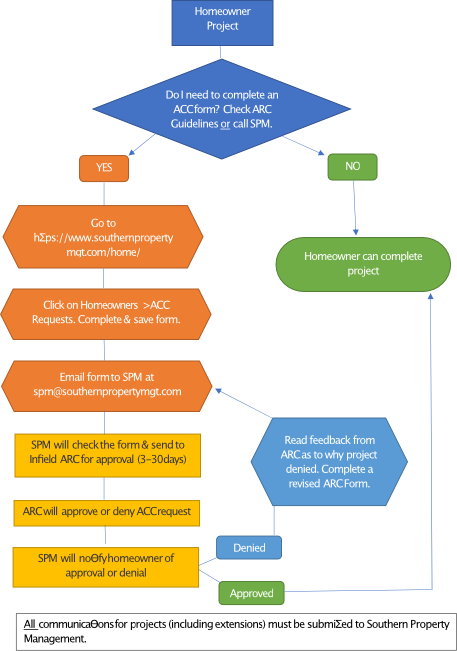 Homeowner
Project
Do I need to complete an
ACC form? Check ARC
Guidelines or call SPM.
YES
NO
Go to
hΣps://www.southernproperty
mgt.com/home/
Homeowner can complete
project
Click on Homeowners >ACC
Requests. Complete & save form.
Email form to SPM at
spm@southernpropertymgt.com
Read feedback from
ARC as to why project
denied. Complete a
revised ARC Form.
SPM will check the form & send to
Infield ARC for approval (3–30 days)
ARC will approve or deny ACC request
SPM will noΘfy homeowner of
approval or denial
Denied
Approved
All communicaΘons for projects (including extensions) must be submiΣed to Southern Property
Management.